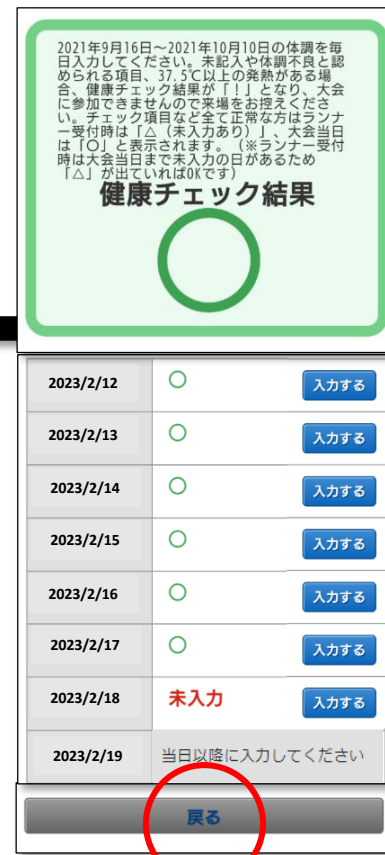 2021年9月16日～2021年10月10日の体調を毎
日入力してください。未記入や体調不良と認
められる項目、37.5℃以上の発熱がある場
合、健康チェック結果が「！」となり、大会
に参加できませんので来場をお控えくださ
い。チェック項目など全て正常な方はランナ
ー受付時は「△（未入力あり）」、大会当日
は「〇」と表示されます。（※ランナー受付
時は大会当日まで未入力の日があるため
「△」が出ていればOKです）
健康チェック結果
2023/2/12 〇 入力する
2023/2/13 〇 入力する
2023/2/14 〇 入力する
2023/2/15 〇 入力する
2023/2/16 〇 入力する
2023/2/17 〇 入力する
2023/2/18 未入力 入力する
2023/2/19 当日以降に入力してください
戻る